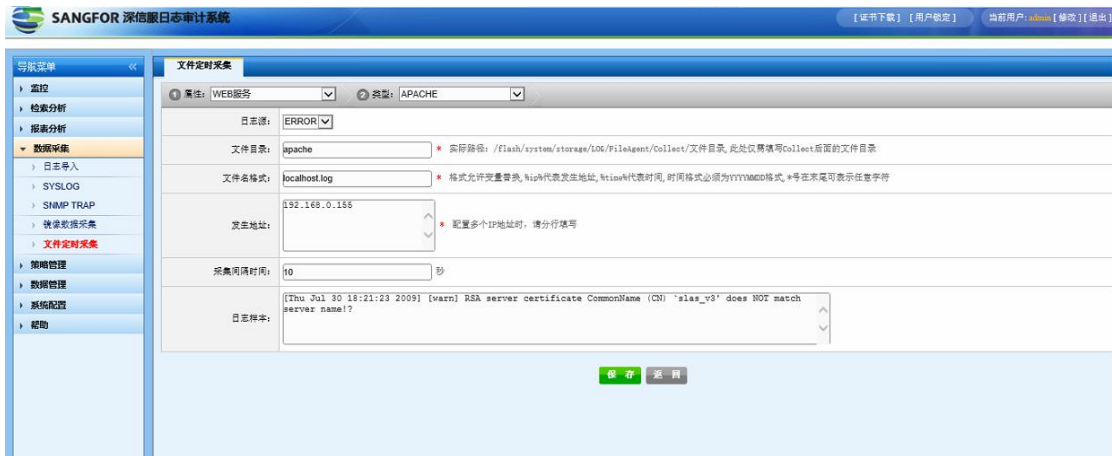 SANGFOR 深信服日志审计系统
[证书下载] [用户锁定] 当前用户:admin [修改] [退出]
导航菜单 «
监控
检索分析
报表分析
数据采集
日志导入
SYSLOG
SNMP TRAP
镜像数据采集
文件定时采集
策略管理
数据管理
系统配置
帮助
文件定时采集
1 属性: WEB服务 2 类型: APACHE
日志源: ERROR
文件目录: apache * 实际路径: /flash/system/storage/LOG/FileAgent/Collect/文件目录,此处仅需填写Collect后面的文件目录
文件名格式: localhost.log * 格式允许变量替换,%ip%代表发生地址,%time%代表时间,时间格式必须为YYYYMMDD格式,*号在末尾可表示任意字符
发生地址: 192.168.0.155 * 配置多个IP地址时, 请分行填写
采集间隔时间: 10 秒
日志样本: [Thu Jul 30 18:21:23 2009] [warn] RSA server certificate CommonName (CN) `slas_v3' does NOT match
server name!?
保 存 返 回